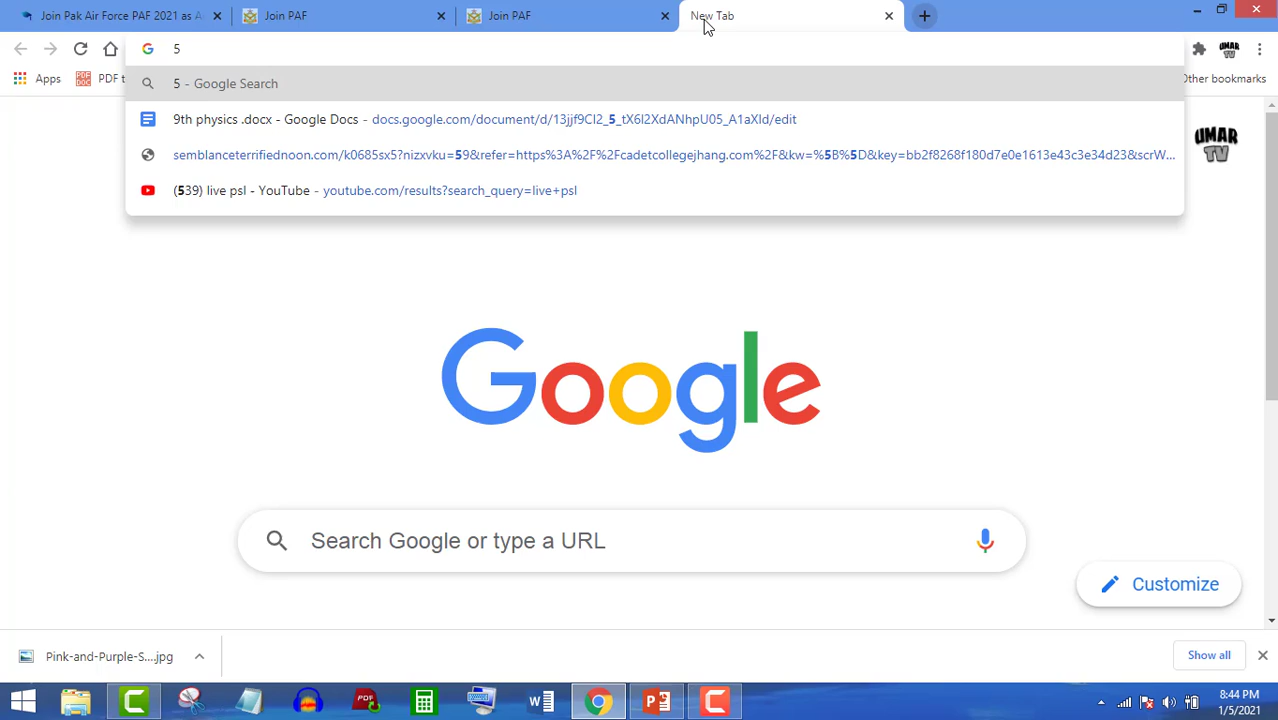 Join Pak Air Force PAF 2021 as A
Join PAF
Join PAF
New Tab
5
UMAR
Apps
PDF t
Other bookmarks
5 - Google Search
9th physics .docx - Google Docs - docs.google.com/document/d/13jjf9CI2_5_tX6l2XdANhpU05_A1aXId/edit
semblanceterrifiednoon.com/k0685sx5?nizxvku=59&refer=https%3A%2F%2Fcadetcollegejhang.com%2F&kw=%5B%5D&key=bb2f8268f180d7e0e1613e43c3e34d23&scrW...
(539) live psl - YouTube - youtube.com/results?search_query=live+psl
UMAR
TV
Google
Search Google or type a URL
Customize
Pink-and-Purple-S....jpg
Show all
8:44 PM
1/5/2021